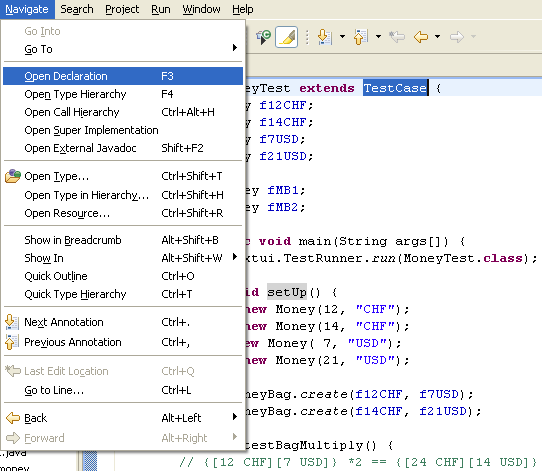 Navigate Search Project Run Window Help
Go Into
Go To
Open Declaration F3
Open Type Hierarchy F4
Open Call Hierarchy Ctrl+Alt+H
Open Super Implementation
Open External Javadoc Shift+F2
Open Type... Ctrl+Shift+T
Open Type in Hierarchy... Ctrl+Shift+H
Open Resource... Ctrl+Shift+R
Show in Breadcrumb Alt+Shift+B
Show In Alt+Shift+W
Quick Outline Ctrl+O
Quick Type Hierarchy Ctrl+T
Next Annotation Ctrl+.
Previous Annotation Ctrl+,
Last Edit Location Ctrl+Q
Go to Line... Ctrl+L
Back Alt+Left
Forward Alt+Right
.java
money
neyTest extends TestCase {
y f12CHF;
y f14CHF;
y f7USD;
y f21USD;
ey fMB1;
ey fMB2;
c void main(String args[]) {
xtui.TestRunner.run(MoneyTest.class);
id setUp() {
new Money(12, "CHF");
new Money(14, "CHF");
new Money( 7, "USD");
new Money(21, "USD");
oneyBag.create(f12CHF, f7USD);
oneyBag.create(f14CHF, f21USD);
testBagMultiply() {
// {[12 CHF][7 USD]} *2 == {[24 CHF][14 USD]}